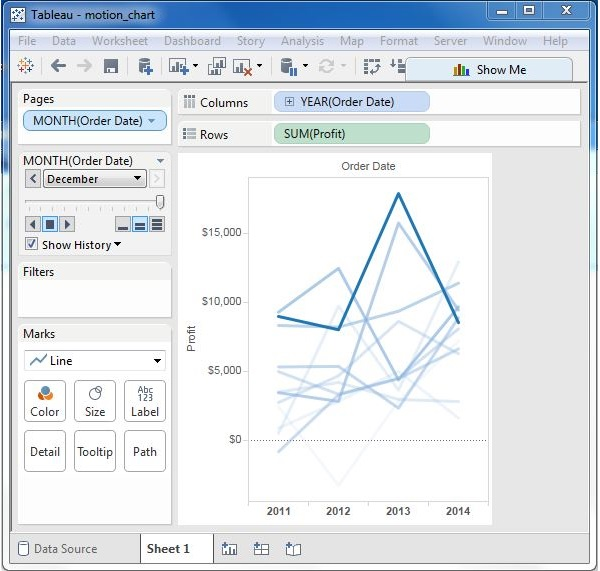 Tableau - motion_chart
File Data Worksheet Dashboard Story Analysis Map Format Server Window Help
Show Me
Pages
MONTH(Order Date)
Columns
YEAR(Order Date)
Rows
SUM(Profit)
MONTH(Order Date)
December
Show History
Filters
Marks
Line
Color
Size
Abc
123
Label
Detail
Tooltip
Path
Order Date
Profit
$15,000
$10,000
$5,000
$0
2011 2012 2013 2014
Data Source
Sheet 1